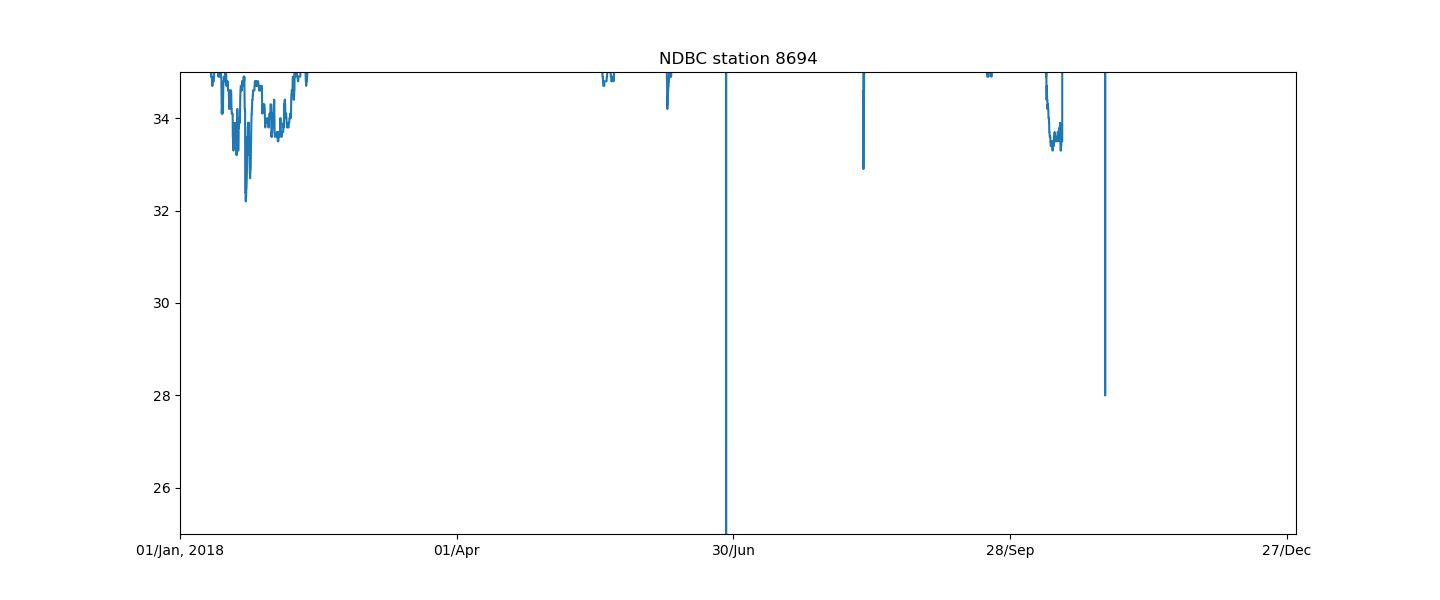 NDBC station 8694
34
32
30
28
26
01/Jan, 2018
01/Apr
30/Jun
28/Sep
27/Dec